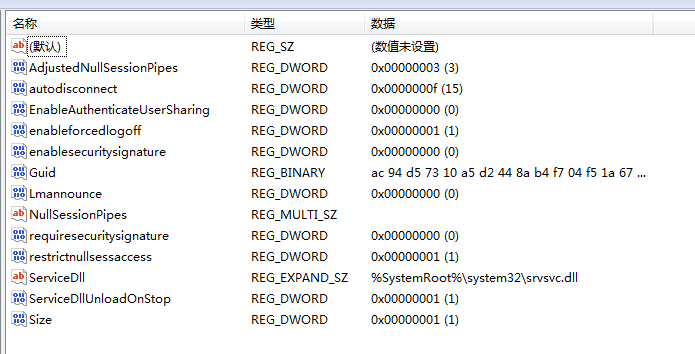 名称 类型 数据
(默认) REG_SZ (数值未设置)
AdjustedNullSessionPipes REG_DWORD 0x00000003 (3)
autodisconnect REG_DWORD 0x0000000f (15)
EnableAuthenticateUserSharing REG_DWORD 0x00000000 (0)
enableforcedlogoff REG_DWORD 0x00000001 (1)
enablesecuritysignature REG_DWORD 0x00000000 (0)
Guid REG_BINARY ac 94 d5 73 10 a5 d2 44 8a b4 f7 04 f5 1a 67 ...
Lmannounce REG_DWORD 0x00000000 (0)
NullSessionPipes REG_MULTI_SZ
requiresecuritysignature REG_DWORD 0x00000000 (0)
restrictnullsessaccess REG_DWORD 0x00000001 (1)
ServiceDll REG_EXPAND_SZ %SystemRoot%\system32\srvsvc.dll
ServiceDllUnloadOnStop REG_DWORD 0x00000001 (1)
Size REG_DWORD 0x00000001 (1)